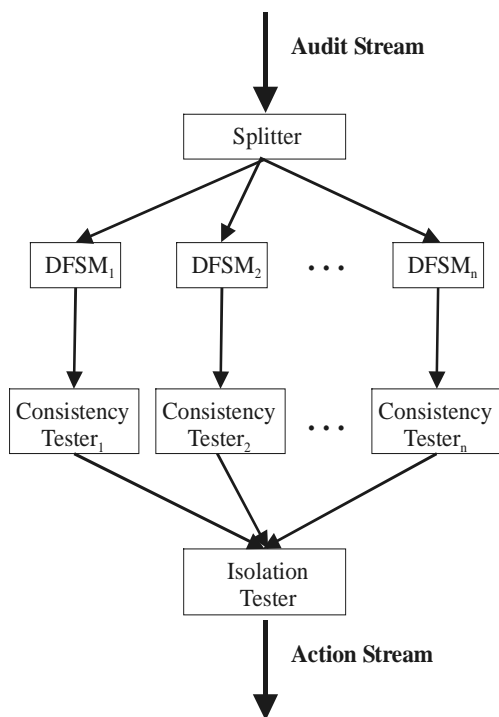 Audit Stream
Splitter
DFSM1
DFSM2
...
DFSMn
Consistency
Tester1
Consistency
Tester2
...
Consistency
Testern
Isolation
Tester
Action Stream